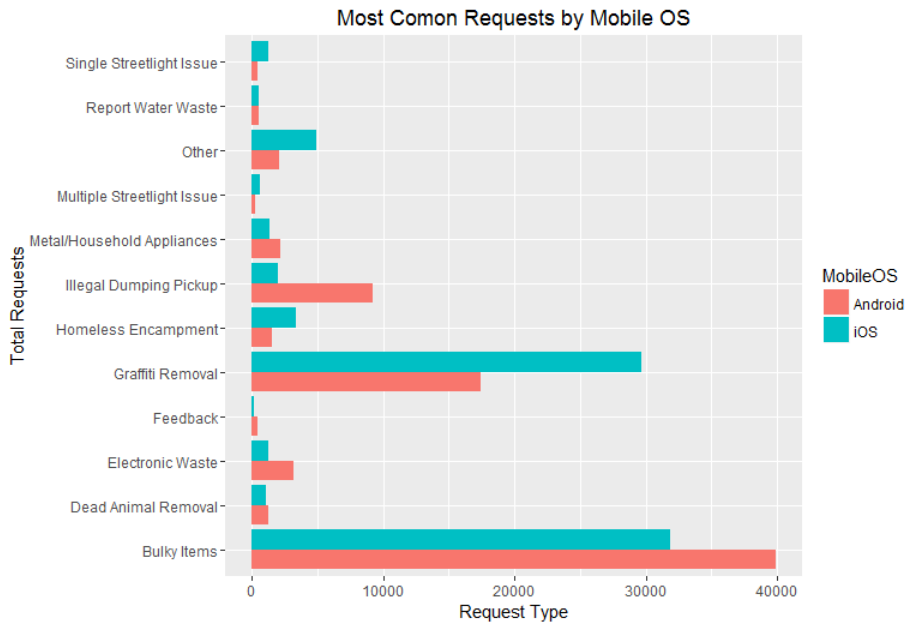 Most Comon Requests by Mobile OS
Total Requests
Single Streetlight Issue
Report Water Waste
Other
Multiple Streetlight Issue
Metal/Household Appliances
Illegal Dumping Pickup
Homeless Encampment
Graffiti Removal
Feedback
Electronic Waste
Dead Animal Removal
Bulky Items
0 10000 20000 30000 40000
Request Type
MobileOS
Android
iOS